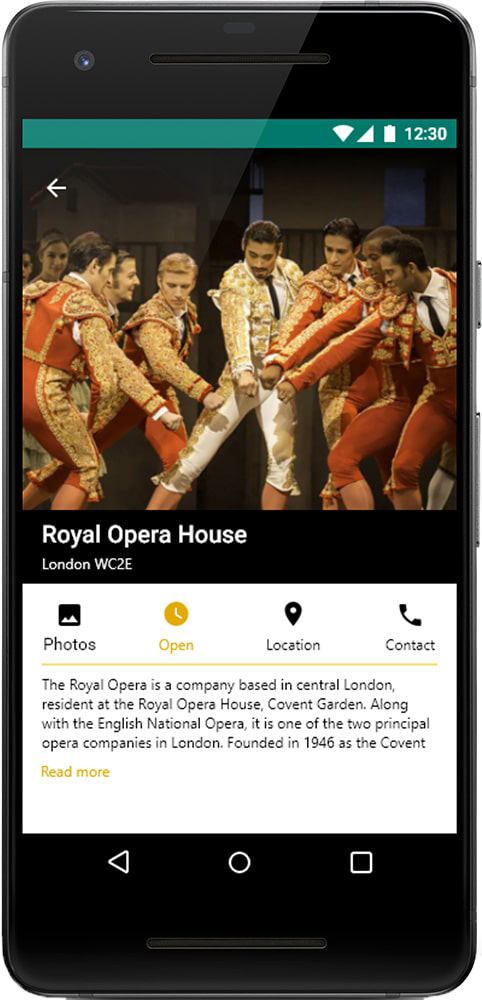 12:30
Royal Opera House
London WC2E
Photos
Open
Location
Contact
The Royal Opera is a company based in central London,
resident at the Royal Opera House, Covent Garden. Along
with the English National Opera, it is one of the two principal
opera companies in London. Founded in 1946 as the Covent
Read more